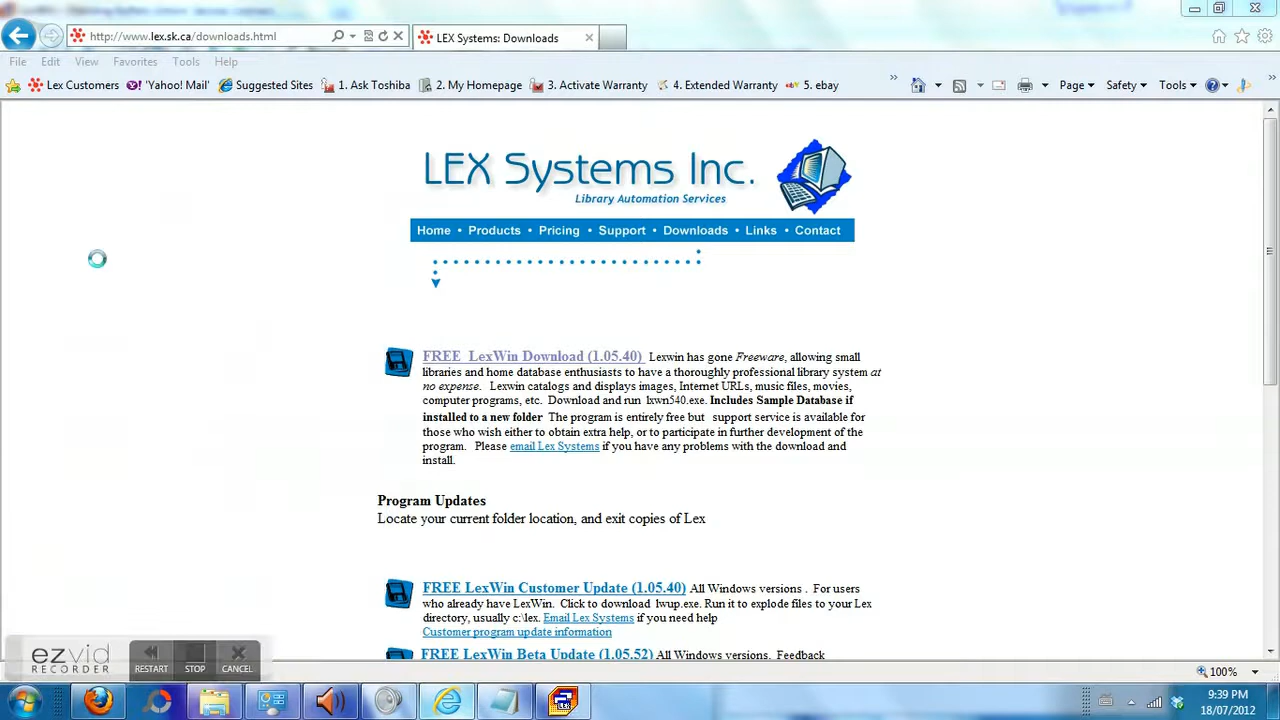 http://www.lex.sk.ca/downloads.html
LEX Systems: Downloads
File Edit View Favorites Tools Help
Lex Customers 'Yahoo! Mail' Suggested Sites 1. Ask Toshiba 2. My Homepage 3. Activate Warranty 4. Extended Warranty 5. ebay » Page Safety Tools »
LEX Systems Inc.
Library Automation Services
Home • Products • Pricing • Support • Downloads • Links • Contact
FREE LexWin Download (1.05.40) Lexwin has gone Freeware, allowing small
libraries and home database enthusiasts to have a thoroughly professional library system at
no expense. Lexwin catalogs and displays images, Internet URLs, music files, movies,
computer programs, etc. Download and run lxwn540.exe. Includes Sample Database if
installed to a new folder The program is entirely free but support service is available for
those who wish either to obtain extra help, or to participate in further development of the
program. Please email Lex Systems if you have any problems with the download and
install.
Program Updates
Locate your current folder location, and exit copies of Lex
FREE LexWin Customer Update (1.05.40) All Windows versions . For users
who already have LexWin. Click to download lwup.exe. Run it to explode files to your Lex
directory, usually c:\lex. Email Lex Systems if you need help
Customer program update information
FREE LexWin Beta Update (1.05.52) All Windows versions. Feedback
ezvid
RECORDER
RESTART STOP CANCEL
100%
9:39 PM
18/07/2012